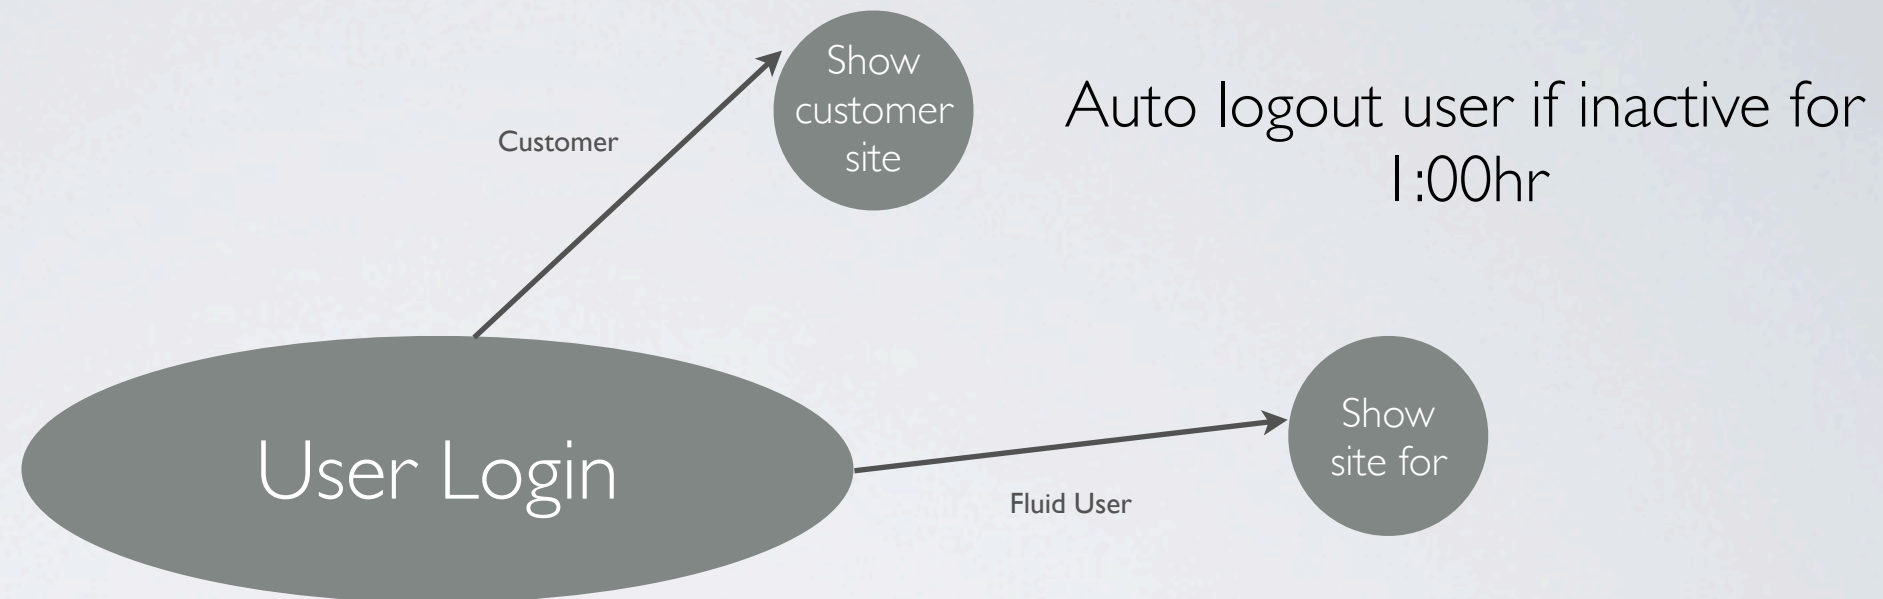 Show
customer
site
Customer
Auto logout user if inactive for
1:00hr
User Login
Show
site for
Fluid User